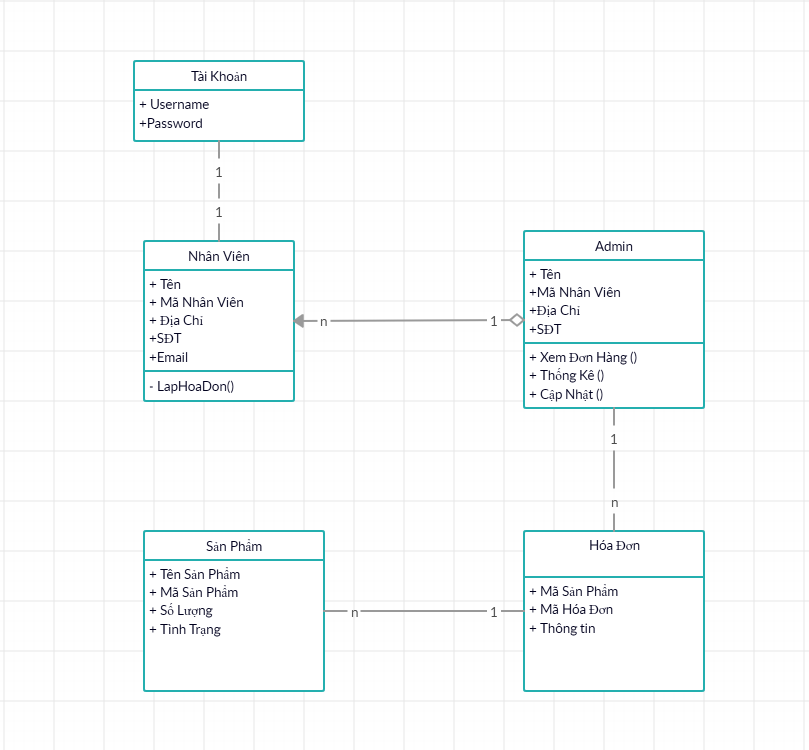 Tài Khoản
+ Username
+Password
1
1
Nhân Viên
+ Tên
+ Mã Nhân Viên
+ Địa Chỉ
+SĐT
+Email
- LapHoaDon()
n
1
Admin
+ Tên
+Mã Nhân Viên
+Địa Chỉ
+SĐT
+ Xem Đơn Hàng ()
+ Thống Kê ()
+ Cập Nhật ()
1
n
Sản Phẩm
+ Tên Sản Phẩm
+ Mã Sản Phẩm
+ Số Lượng
+ Tình Trạng
n
1
Hóa Đơn
+ Mã Sản Phẩm
+ Mã Hóa Đơn
+ Thông tin